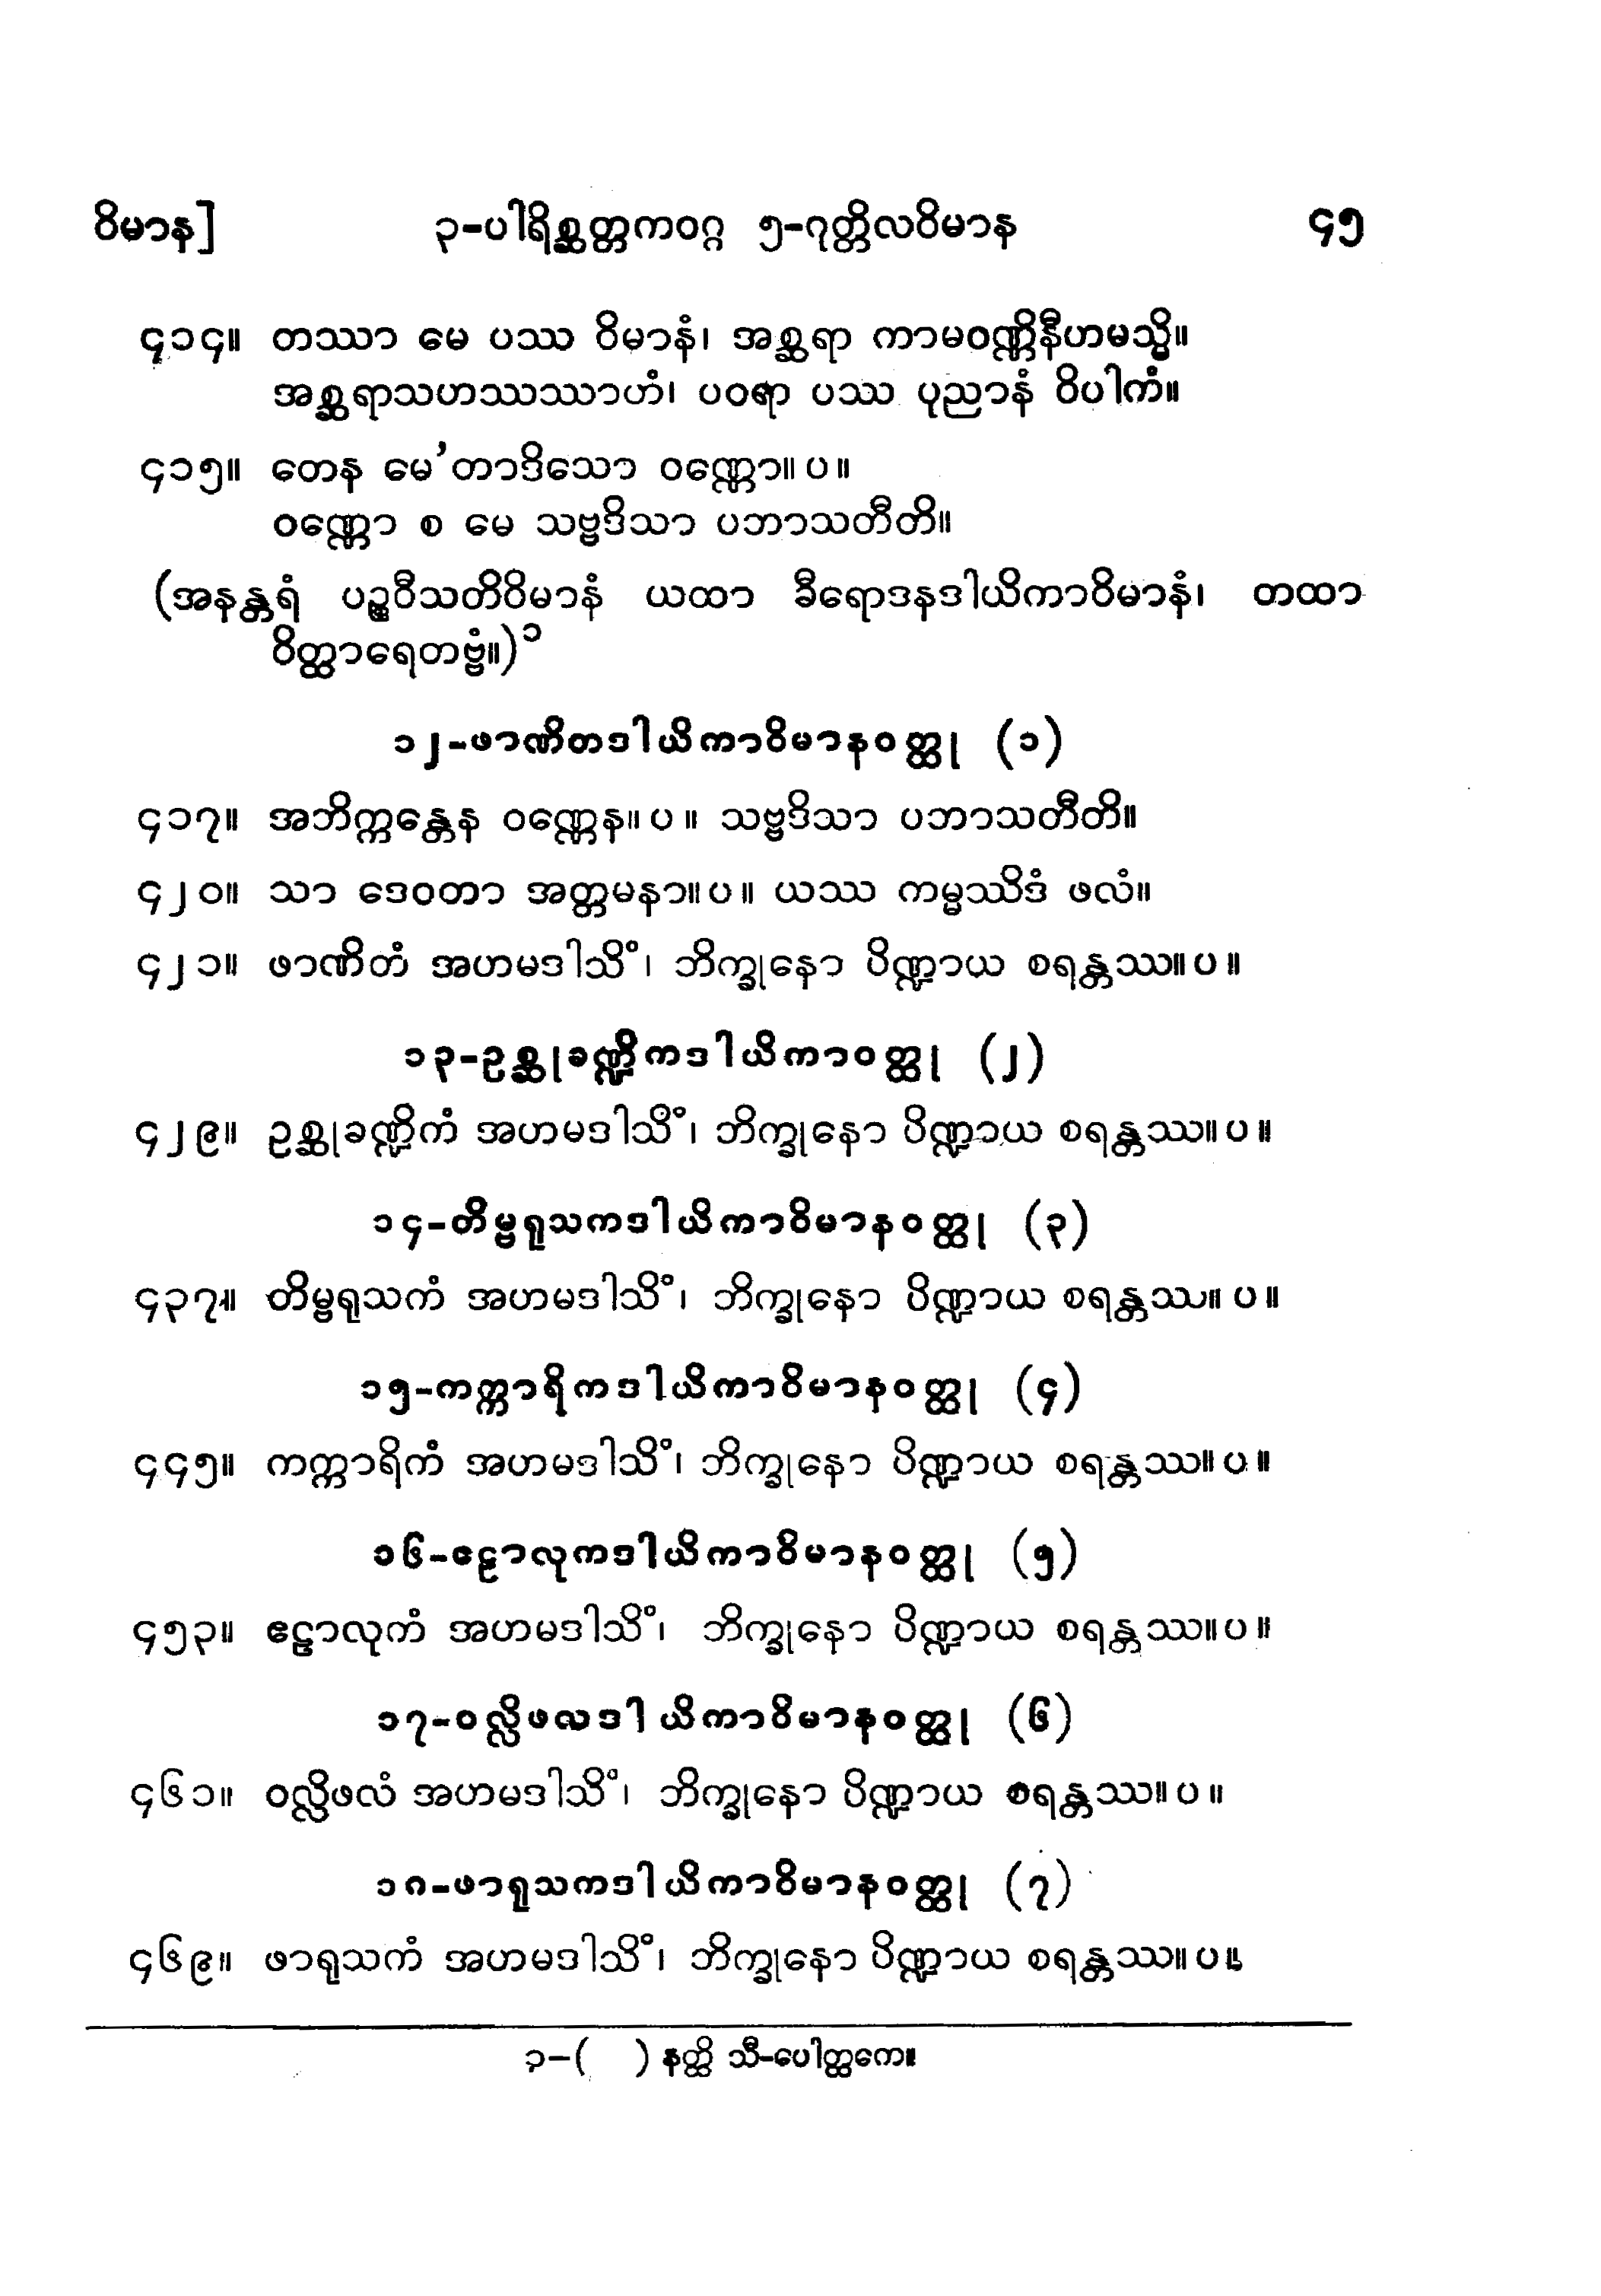 ဝိမာန]	၃-ပါရိစ္ဆတ္တကဝဂ္ဂ ၅-ဂုတ္တိလဝိမာန	၄၅
၄၁၄။ တဿာ မေ ပဿ ဝိမာနံ၊ အစ္ဆရာ ကာမဝဏ္ဏိနီဟမသ္မိ။
အစ္ဆရာသဟဿဿာဟံ၊ ပဝရာ ပဿ ပုညာနံ ဝိပါကံ။
၄၁၅။ တေန မေ’တာဒိသော ဝဏ္ဏော။ ပ။
ဝဏ္ဏော စ မေ သဗ္ဗဒိသာ ပဘာသတီတိ။
(အနန္တရံ ပဉ္စဝီသတိဝိမာနံ ယထာ ခီရောဒနဒါယိကာဝိမာနံ၊ တထာ
ဝိတ္ထာရေတဗ္ဗံ။)၁
၁၂-ဖာဏိတဒါယိကာဝိမာနဝတ္ထု (၁)
၄၁၇။ အဘိက္ကန္တေန ဝဏ္ဏေန။ ပ။ သဗ္ဗဒိသာ ပဘာသတီတိ။
၄၂၀။ သာ ဒေဝတာ အတ္တမနာ။ ပ။ ယဿ ကမ္မဿိဒံ ဖလံ။
၄၂၁။ ဖာဏိတံ အဟမဒါသိံ၊ ဘိက္ခုနော ပိဏ္ဍာယ စရန္တဿ။ ပ။
၁၃-ဥစ္ဆုခဏ္ဍိကဒါယိကာဝတ္ထု (၂)
၄၂၉။ ဥစ္ဆုခဏ္ဍိကံ အဟမဒါသိံ၊ ဘိက္ခုနော ပိဏ္ဍာယ စရန္တဿ။ ပ။
၁၄-တိမ္ဗရုသကဒါယိကာဝိမာနဝတ္ထု (၃)
၄၃၇။ တိမ္ဗရုသကံ အဟမဒါသိံ၊ ဘိက္ခုနော ပိဏ္ဍာယ စရန္တဿ။ ပ။
၁၅-ကက္ကာရိကဒါယိကာဝိမာနဝတ္ထု (၄)
၄၄၅။ ကက္ကာရိကံ အဟမဒါသိံ၊ ဘိက္ခုနော ပိဏ္ဍာယ စရန္တဿ။ ပ။
၁၆-ဧဠာလုကဒါယိကာဝိမာနဝတ္ထု (၅)
၄၅၃။ ဧဠာလုကံ အဟမဒါသိံ၊ ဘိက္ခုနော ပိဏ္ဍာယ စရန္တဿ။ ပ။
၁၇-ဝလ္လိဖလဒါယိကာဝိမာနဝတ္ထု (၆)
၄၆၁။ ဝလ္လိဖလံ အဟမဒါသိံ၊ ဘိက္ခုနော ပိဏ္ဍာယ စရန္တဿ။ ပ။
၁၈-ဖာရုသကဒါယိကာဝိမာနဝတ္ထု (၇)
၄၆၉။ ဖာရုသကံ အဟမဒါသိံ၊ ဘိက္ခုနော ပိဏ္ဍာယ စရန္တဿ။ ပ။
၁-( ) နတ္ထိ သီ-ပေါတ္ထကေ။